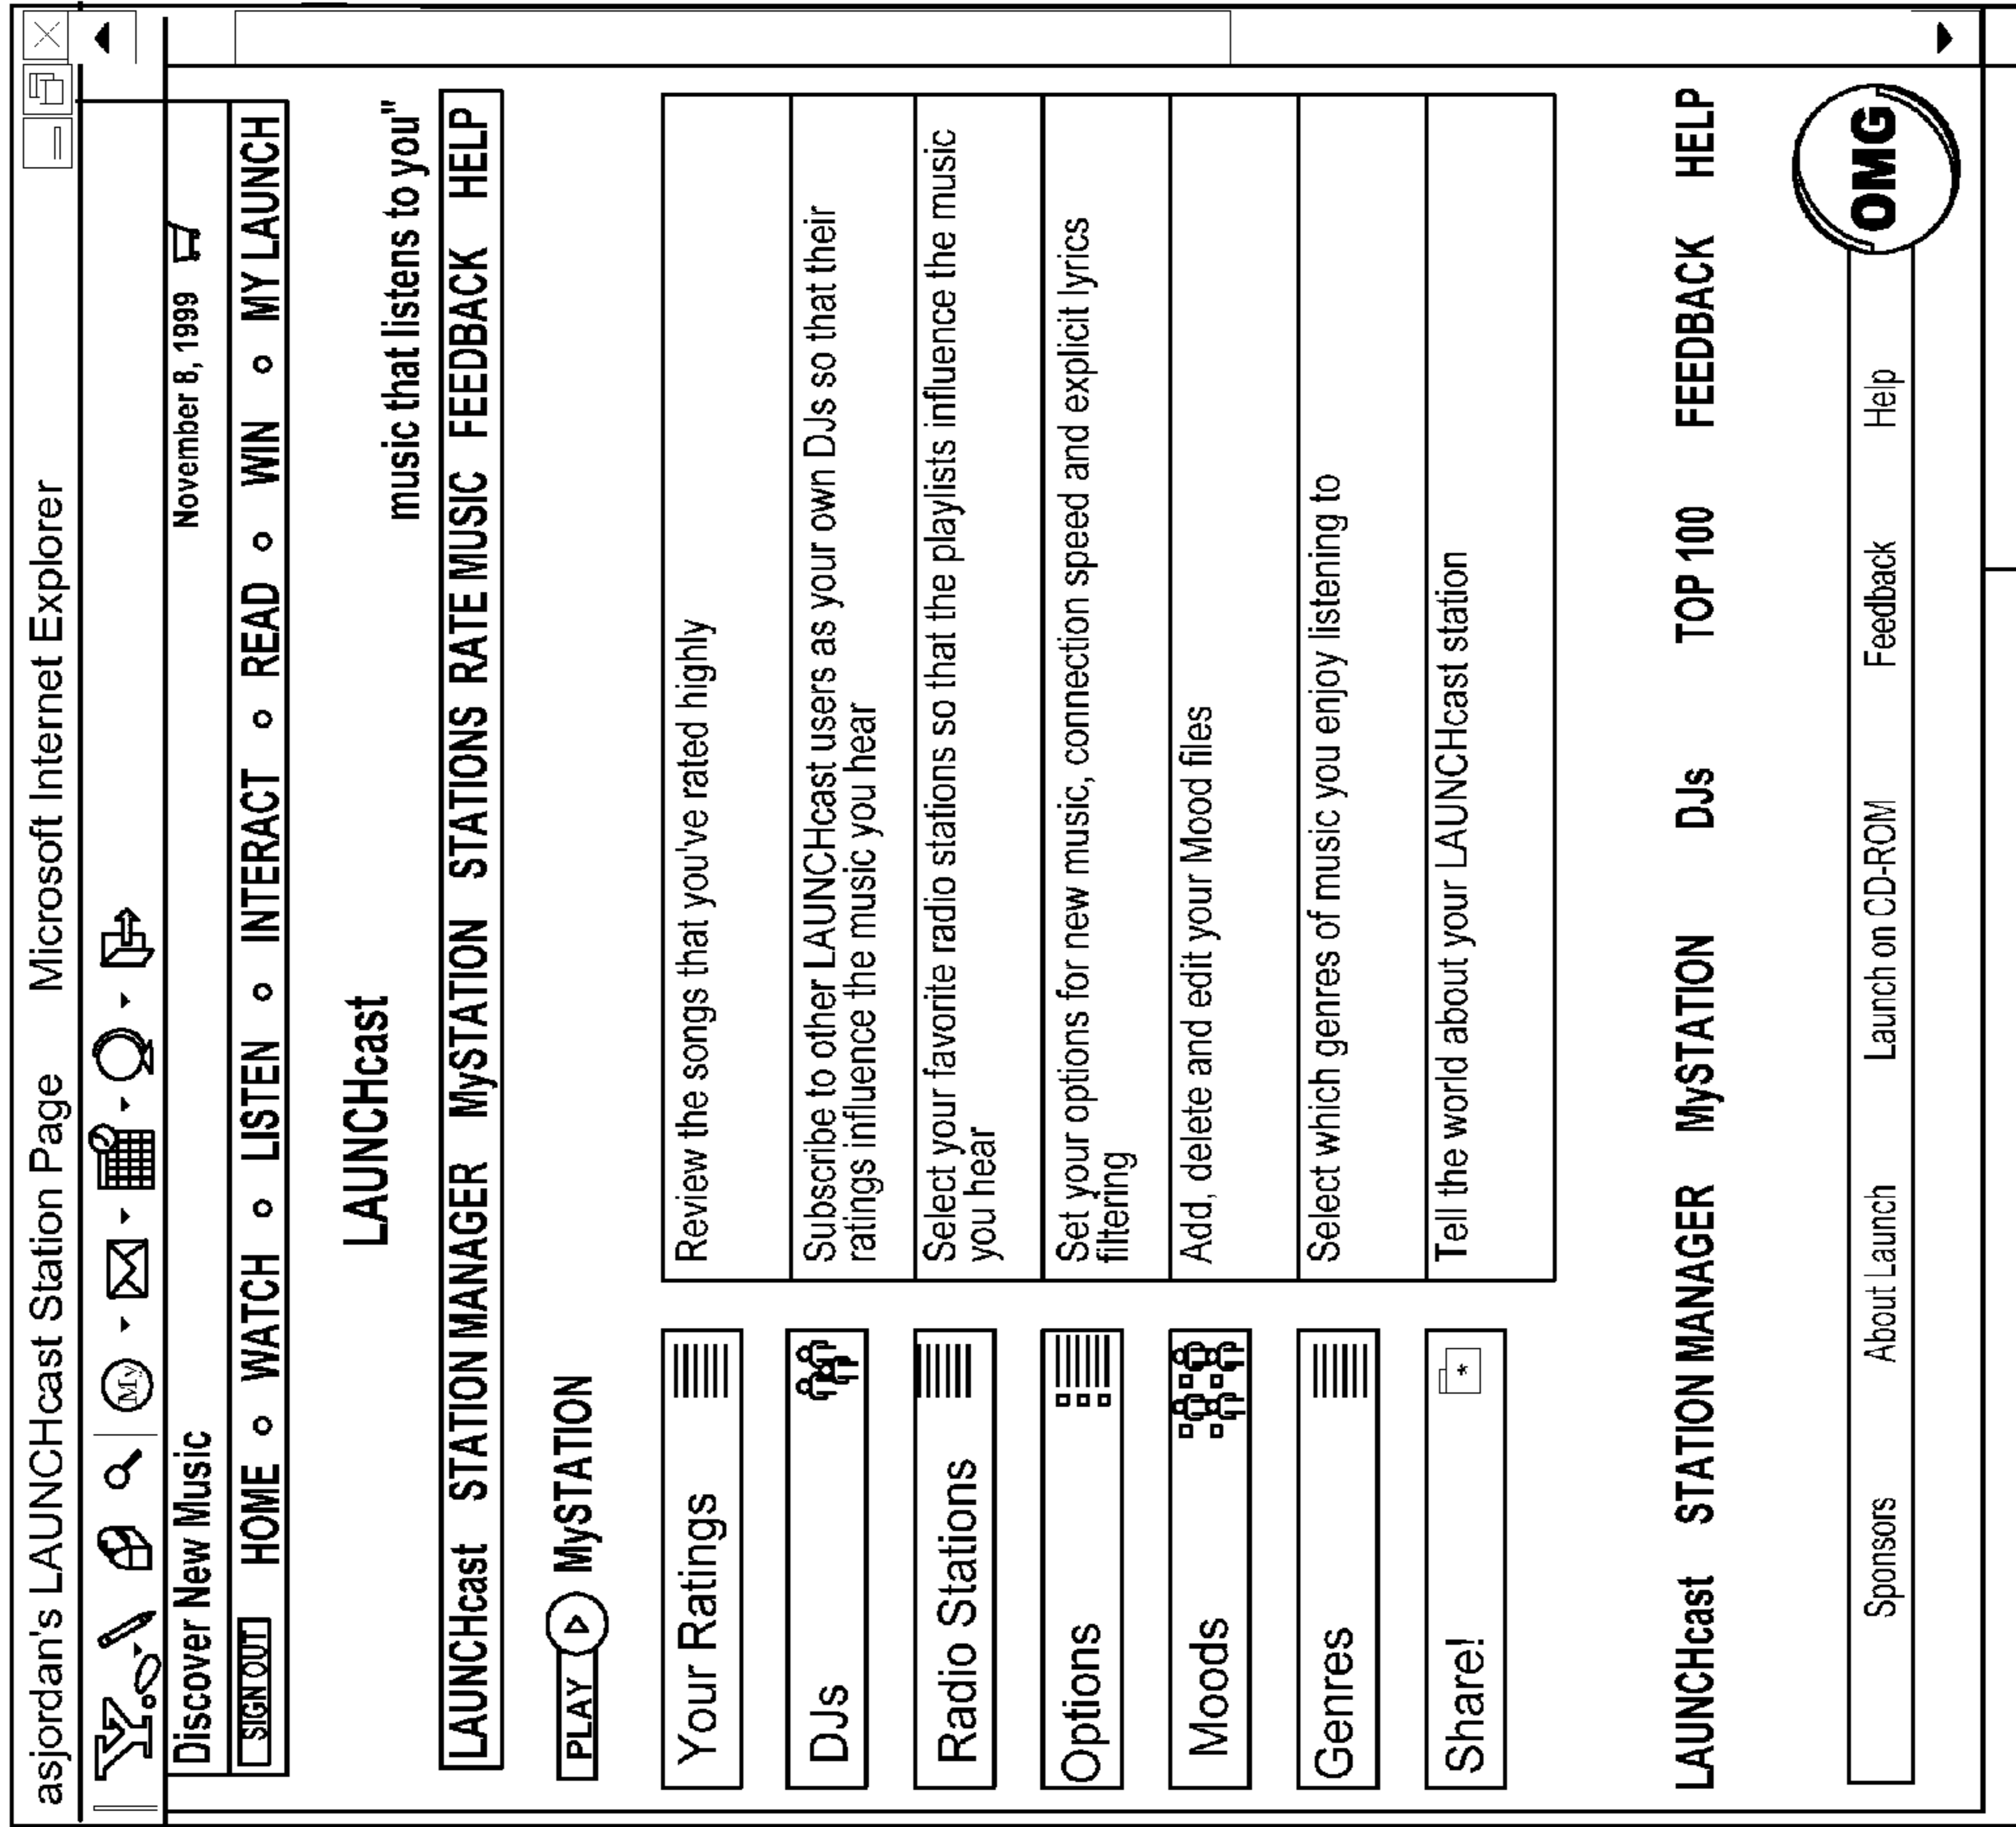 asjordan's LAUNCHcast Station Page Microsoft Internet Explorer
Y! My
Discover New Music November 8, 1999
SIGN OUT HOME ∘ WATCH ∘ LISTEN ∘ INTERACT ∘ READ ∘ WIN ∘ MY LAUNCH
LAUNCHcast
music that listens to you"
LAUNCHcast STATION MANAGER MySTATION STATIONS RATE MUSIC FEEDBACK HELP
PLAY MySTATION
Your Ratings
Review the songs that you've rated highly
DJs
Subscribe to other LAUNCHcast users as your own DJs so that their
ratings influence the music you hear
Radio Stations
Select your favorite radio stations so that the playlists influence the music
you hear
Options
Set your options for new music, connection speed and explicit lyrics
filtering
Moods
Add, delete and edit your Mood files
Genres
Select which genres of music you enjoy listening to
Share!
Tell the world about your LAUNCHcast station
LAUNCHcast STATION MANAGER MySTATION DJs TOP 100 FEEDBACK HELP
Sponsors About Launch Launch on CD-ROM Feedback Help
OMG